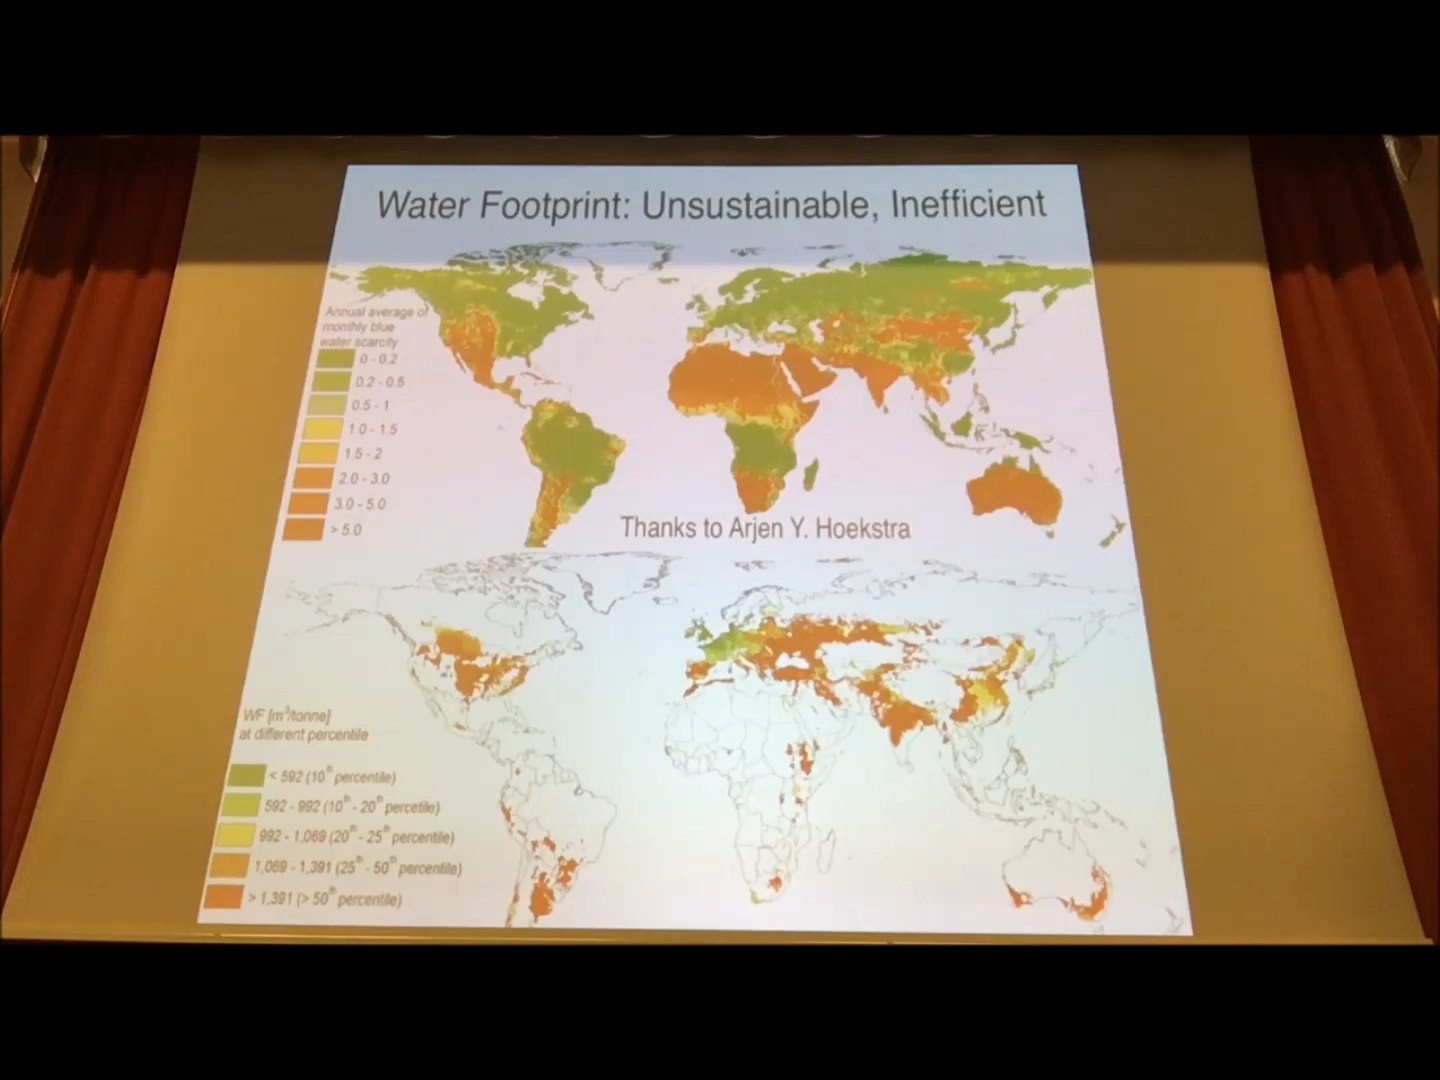 Water Footprint: Unsustainable, Inefficient
Annual average of
monthly blue
water scarcity
0 - 0.2
0.2 - 0.5
0.5 - 1
1.0 - 1.5
1.5 - 2
2.0 - 3.0
3.0 - 5.0
> 5.0
Thanks to Arjen Y. Hoekstra
WF [m³/tonne]
at different percentile
< 592 (10th percentile)
592 - 992 (10th - 20th percetile)
992 - 1,069 (20th - 25th percentile)
1,069 - 1,391 (25th - 50th percentile)
> 1,391 (> 50th percentile)